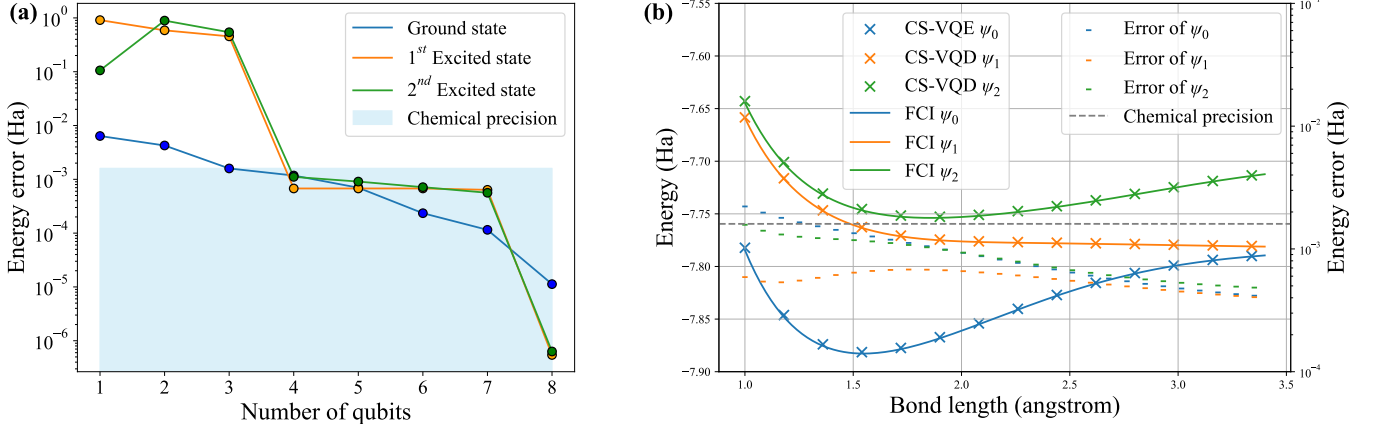 (a)
Energy error (Ha)
10^0
10^-1
10^-2
10^-3
10^-4
10^-5
10^-6
1 2 3 4 5 6 7 8
Number of qubits
Ground state
1^st Excited state
2^nd Excited state
Chemical precision
(b)
Energy (Ha)
−7.55
−7.60
−7.65
−7.70
−7.75
−7.80
−7.85
−7.90
1.0 1.5 2.0 2.5 3.0 3.5
Bond length (angstrom)
CS-VQE ψ0
CS-VQD ψ1
CS-VQD ψ2
FCI ψ0
FCI ψ1
FCI ψ2
Error of ψ0
Error of ψ1
Error of ψ2
Chemical precision
10^-2
10^-3
10^-4
Energy error (Ha)